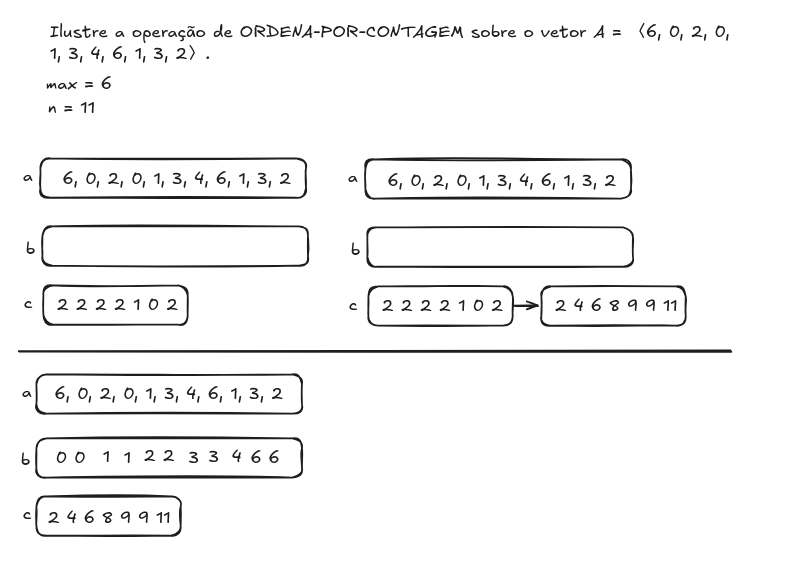 Ilustre a operação de ORDENA-POR-CONTAGEM sobre o vetor A = ⟨6, 0, 2, 0,
1, 3, 4, 6, 1, 3, 2⟩ .
max = 6
n = 11
a 6, 0, 2, 0, 1, 3, 4, 6, 1, 3, 2
b
c 2 2 2 2 1 0 2
a 6, 0, 2, 0, 1, 3, 4, 6, 1, 3, 2
b
c 2 2 2 2 1 0 2 → 2 4 6 8 9 9 11
a 6, 0, 2, 0, 1, 3, 4, 6, 1, 3, 2
b 0 0 1 1 2 2 3 3 4 6 6
c 2 4 6 8 9 9 11